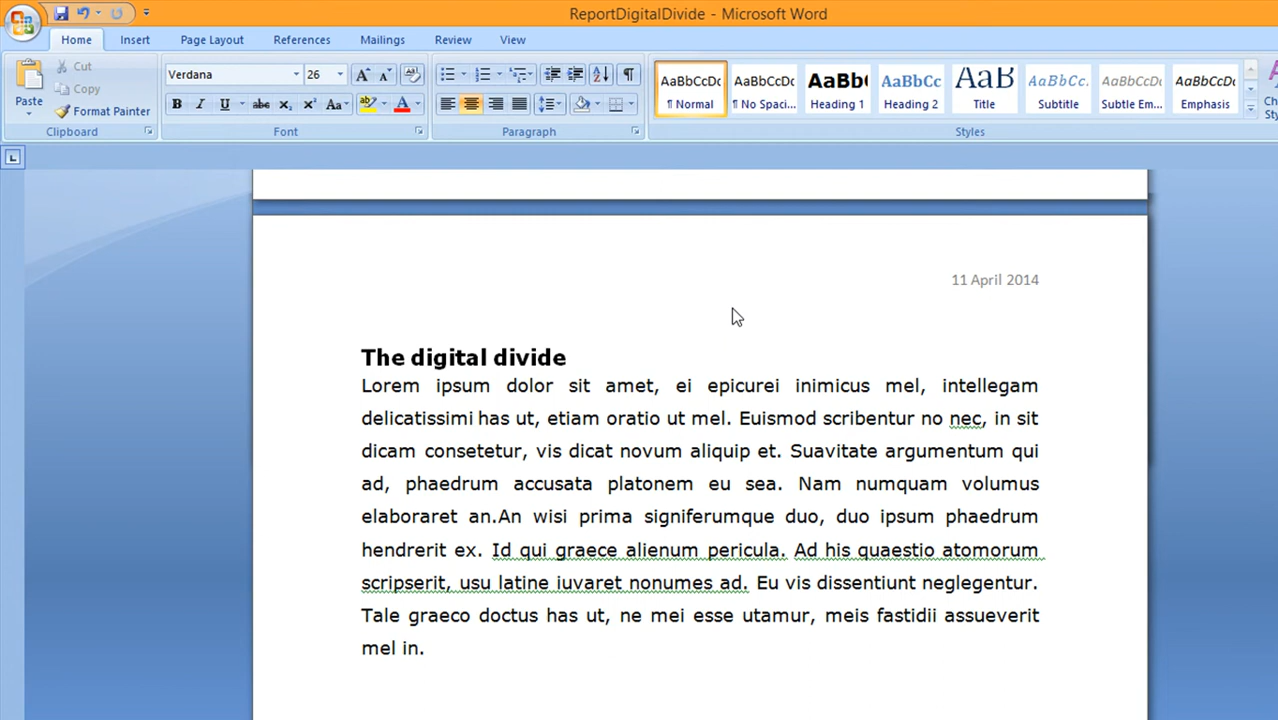 ReportDigitalDivide - Microsoft Word
Home Insert Page Layout References Mailings Review View
Paste
Cut
Copy
Format Painter
Clipboard
Verdana 26
B I U abc X₂ X² Aa
Font
Paragraph
AaBbCcDc AaBbCcDc AaBb( AaBbCc AaB AaBbCc. AaBbCcDc AaBbCcDc
¶ Normal ¶ No Spaci... Heading 1 Heading 2 Title Subtitle Subtle Em... Emphasis
Styles
11 April 2014
The digital divide
Lorem ipsum dolor sit amet, ei epicurei inimicus mel, intellegam
delicatissimi has ut, etiam oratio ut mel. Euismod scribentur no nec, in sit
dicam consetetur, vis dicat novum aliquip et. Suavitate argumentum qui
ad, phaedrum accusata platonem eu sea. Nam numquam volumus
elaboraret an.An wisi prima signiferumque duo, duo ipsum phaedrum
hendrerit ex. Id qui graece alienum pericula. Ad his quaestio atomorum
scripserit, usu latine iuvaret nonumes ad. Eu vis dissentiunt neglegentur.
Tale graeco doctus has ut, ne mei esse utamur, meis fastidii assueverit
mel in.